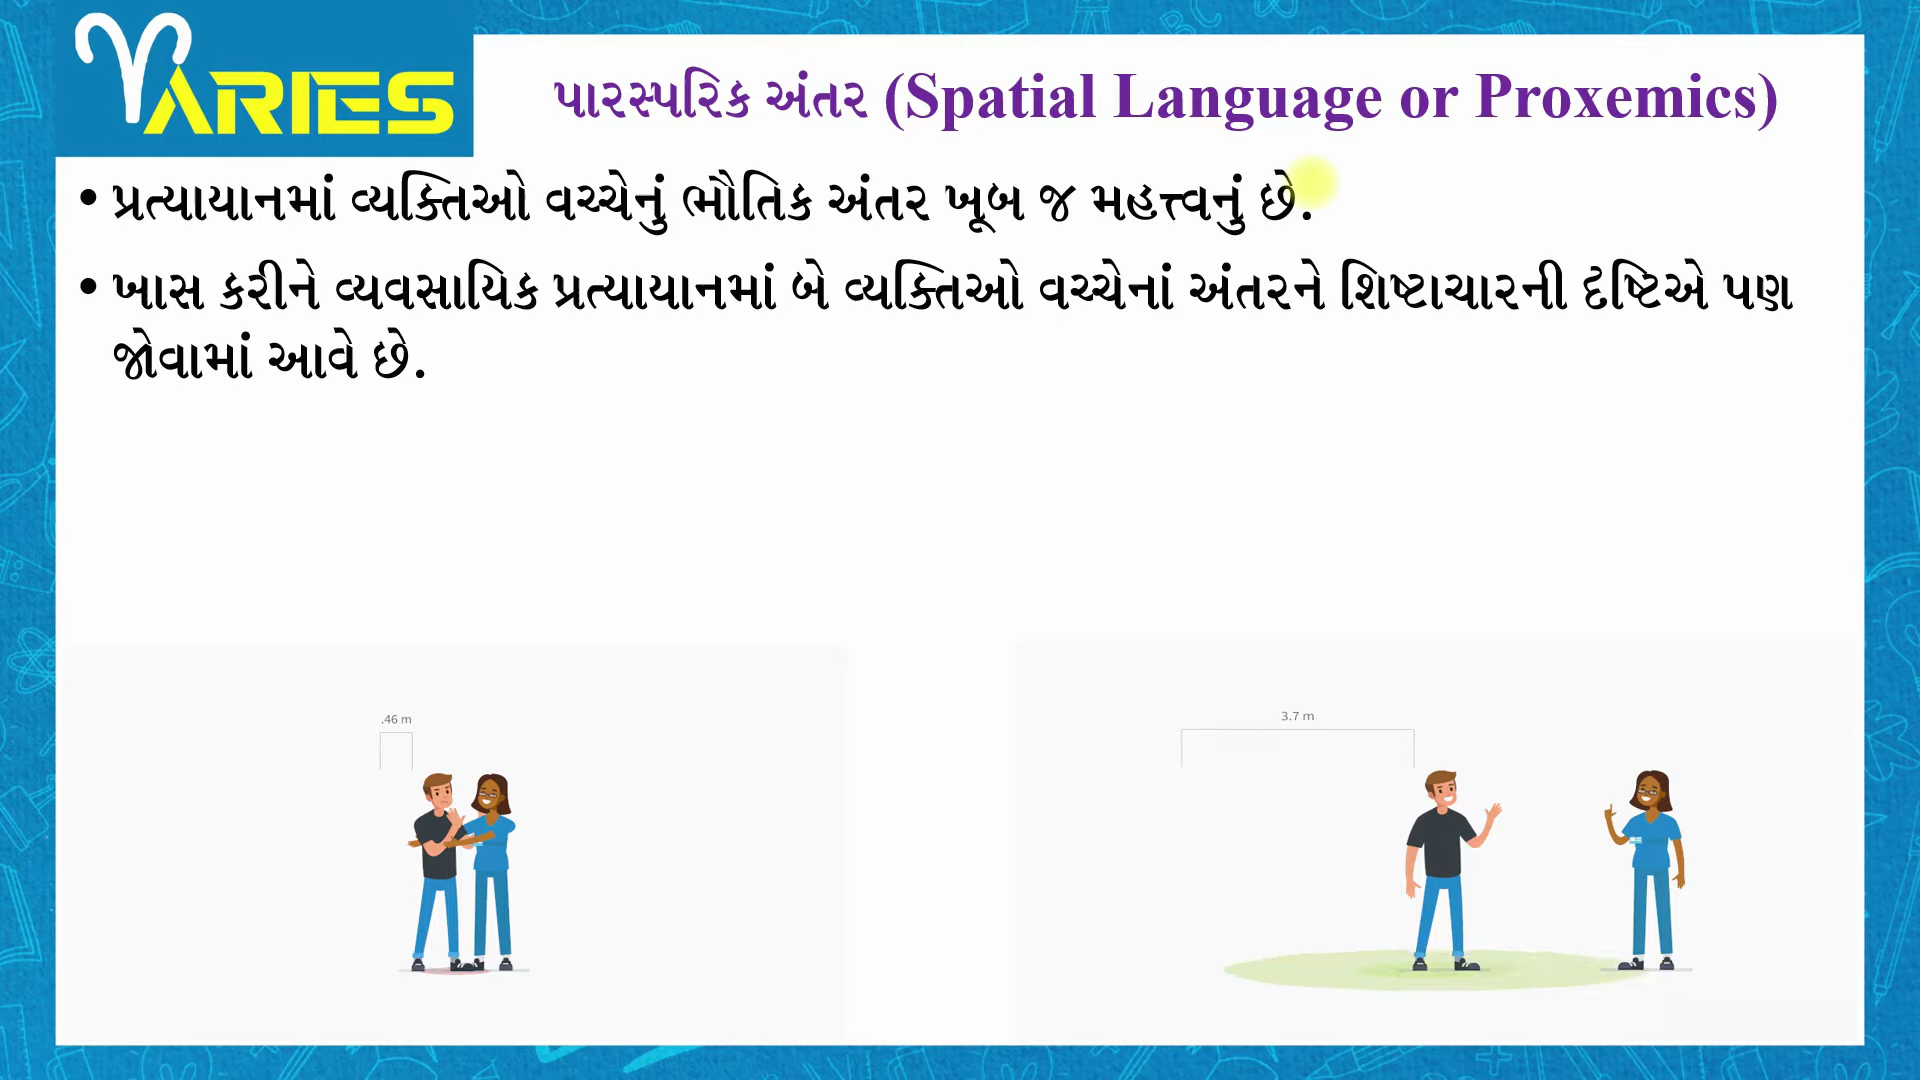 ARIES
પારસ્પરિક અંતર (Spatial Language or Proxemics)
• પ્રત્યાયાનમાં વ્યક્તિઓ વચ્ચેનું ભૌતિક અંતર ખૂબ જ મહત્ત્વનું છે.
• ખાસ કરીને વ્યવસાયિક પ્રત્યાયાનમાં બે વ્યક્તિઓ વચ્ચેનાં અંતરને શિષ્ટાચારની દૃષ્ટિએ પણ
જોવામાં આવે છે.
.46 m
3.7 m